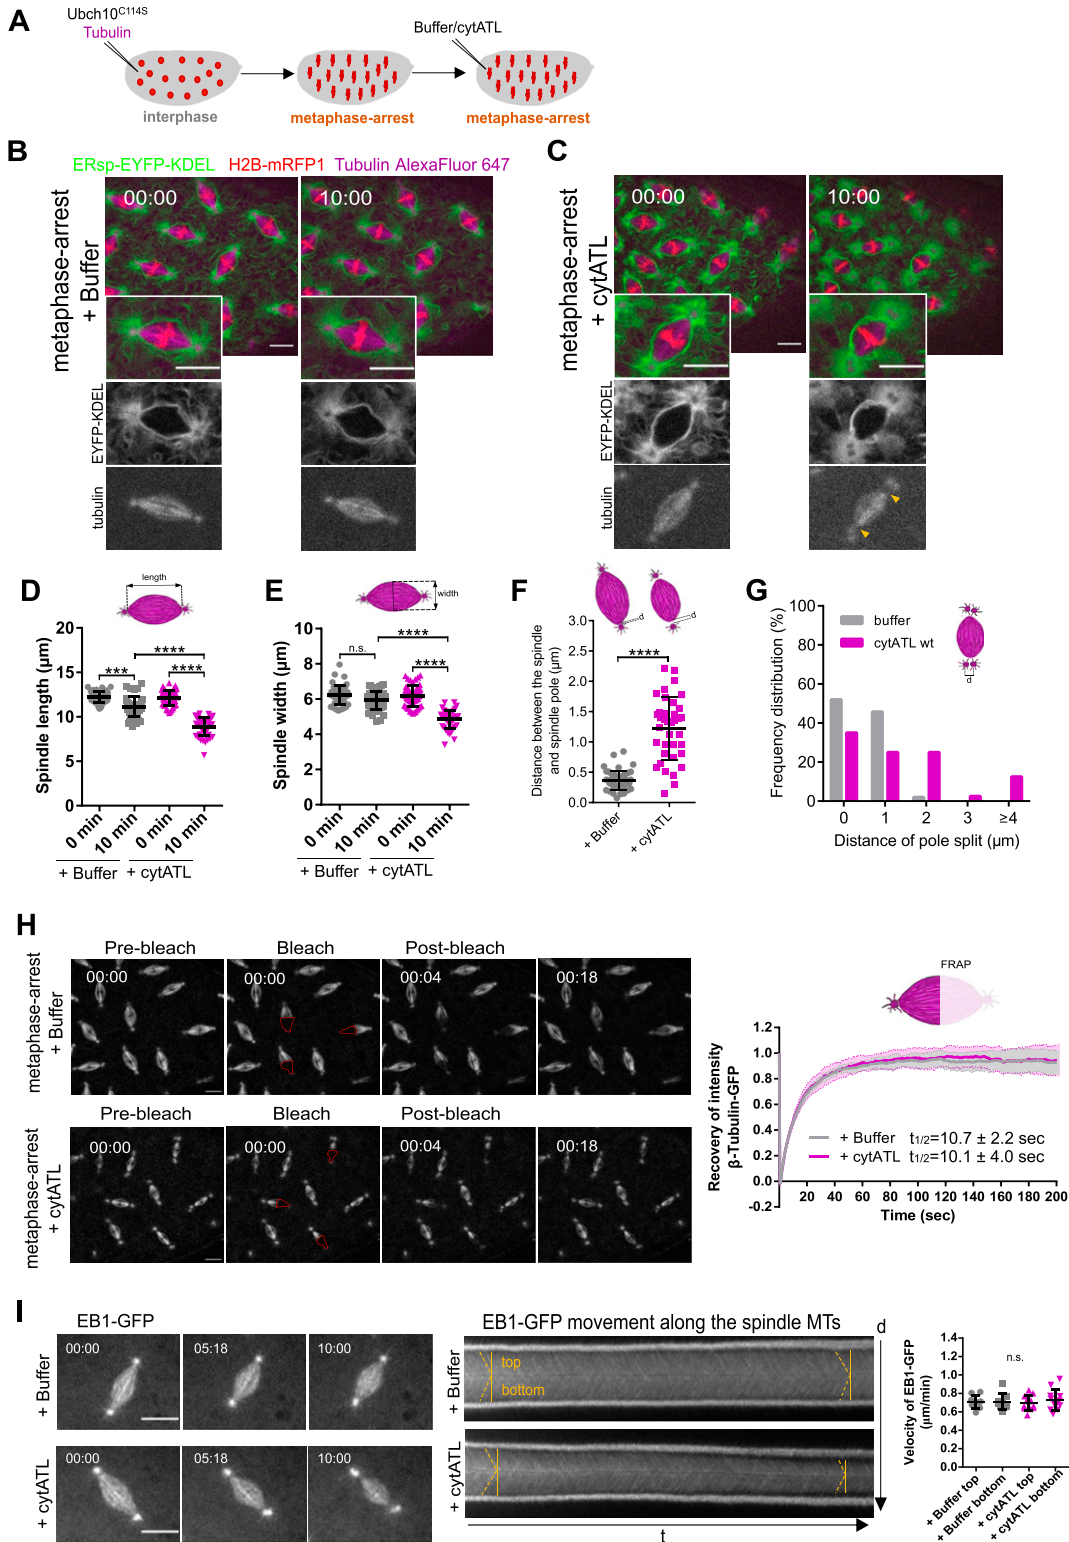 A
Ubch10C114S
Tubulin
Buffer/cytATL
interphase
metaphase-arrest
metaphase-arrest
B
ERsp-EYFP-KDEL H2B-mRFP1 Tubulin AlexaFluor 647
metaphase-arrest
+ Buffer
00:00
10:00
EYFP-KDEL
tubulin
C
metaphase-arrest
+ cytATL
00:00
10:00
EYFP-KDEL
tubulin
D
length
Spindle length (µm)
20
15
10
5
0
***
****
****
0 min
10 min
0 min
10 min
+ Buffer
+ cytATL
E
width
Spindle width (µm)
10
8
6
4
2
0
n.s.
****
****
0 min
10 min
0 min
10 min
+ Buffer
+ cytATL
F
d
d
Distance between the spindle
and spindle pole (µm)
3.0
2.5
2.0
1.5
1.0
0.5
0.0
****
+ Buffer
+ cytATL
G
Frequency distribution (%)
100
80
60
40
20
0
buffer
cytATL wt
d
0
1
2
3
≥4
Distance of pole split (µm)
H
Pre-bleach
Bleach
Post-bleach
metaphase-arrest
+ Buffer
00:00
00:00
00:04
00:18
Pre-bleach
Bleach
Post-bleach
metaphase-arrest
+ cytATL
00:00
00:00
00:04
00:18
FRAP
Recovery of intensity
β-Tubulin-GFP
1.2
1.0
0.8
0.6
0.4
0.2
0.0
-0.2
+ Buffer t1/2=10.7 ± 2.2 sec
+ cytATL t1/2=10.1 ± 4.0 sec
20 40 60 80 100 120 140 160 180 200
Time (sec)
I
EB1-GFP
+ Buffer
00:00
05:18
10:00
+ cytATL
00:00
05:18
10:00
EB1-GFP movement along the spindle MTs
d
+ Buffer
top
bottom
+ cytATL
t
Velocity of EB1-GFP
(µm/min)
1.4
1.2
1.0
0.8
0.6
0.4
0.2
0.0
n.s.
+ Buffer top
+ Buffer bottom
+ cytATL top
+ cytATL bottom